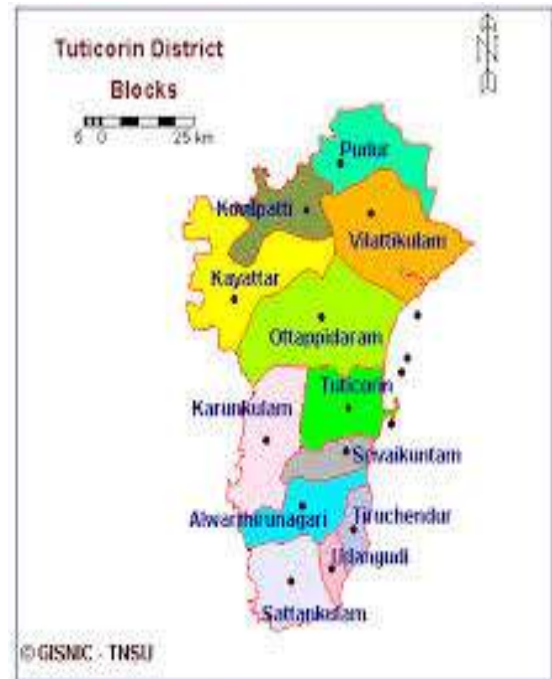 Tuticorin District
Blocks
N
5 0 25 km
Pudur
Kovilpatti
Vilattikulam
Kayattar
Ottappidaram
Tuticorin
Karunkulam
Srivaikuntam
Alwarthirunagari
Tiruchendur
Udangudi
Sattankulam
© GISNIC - TNSU